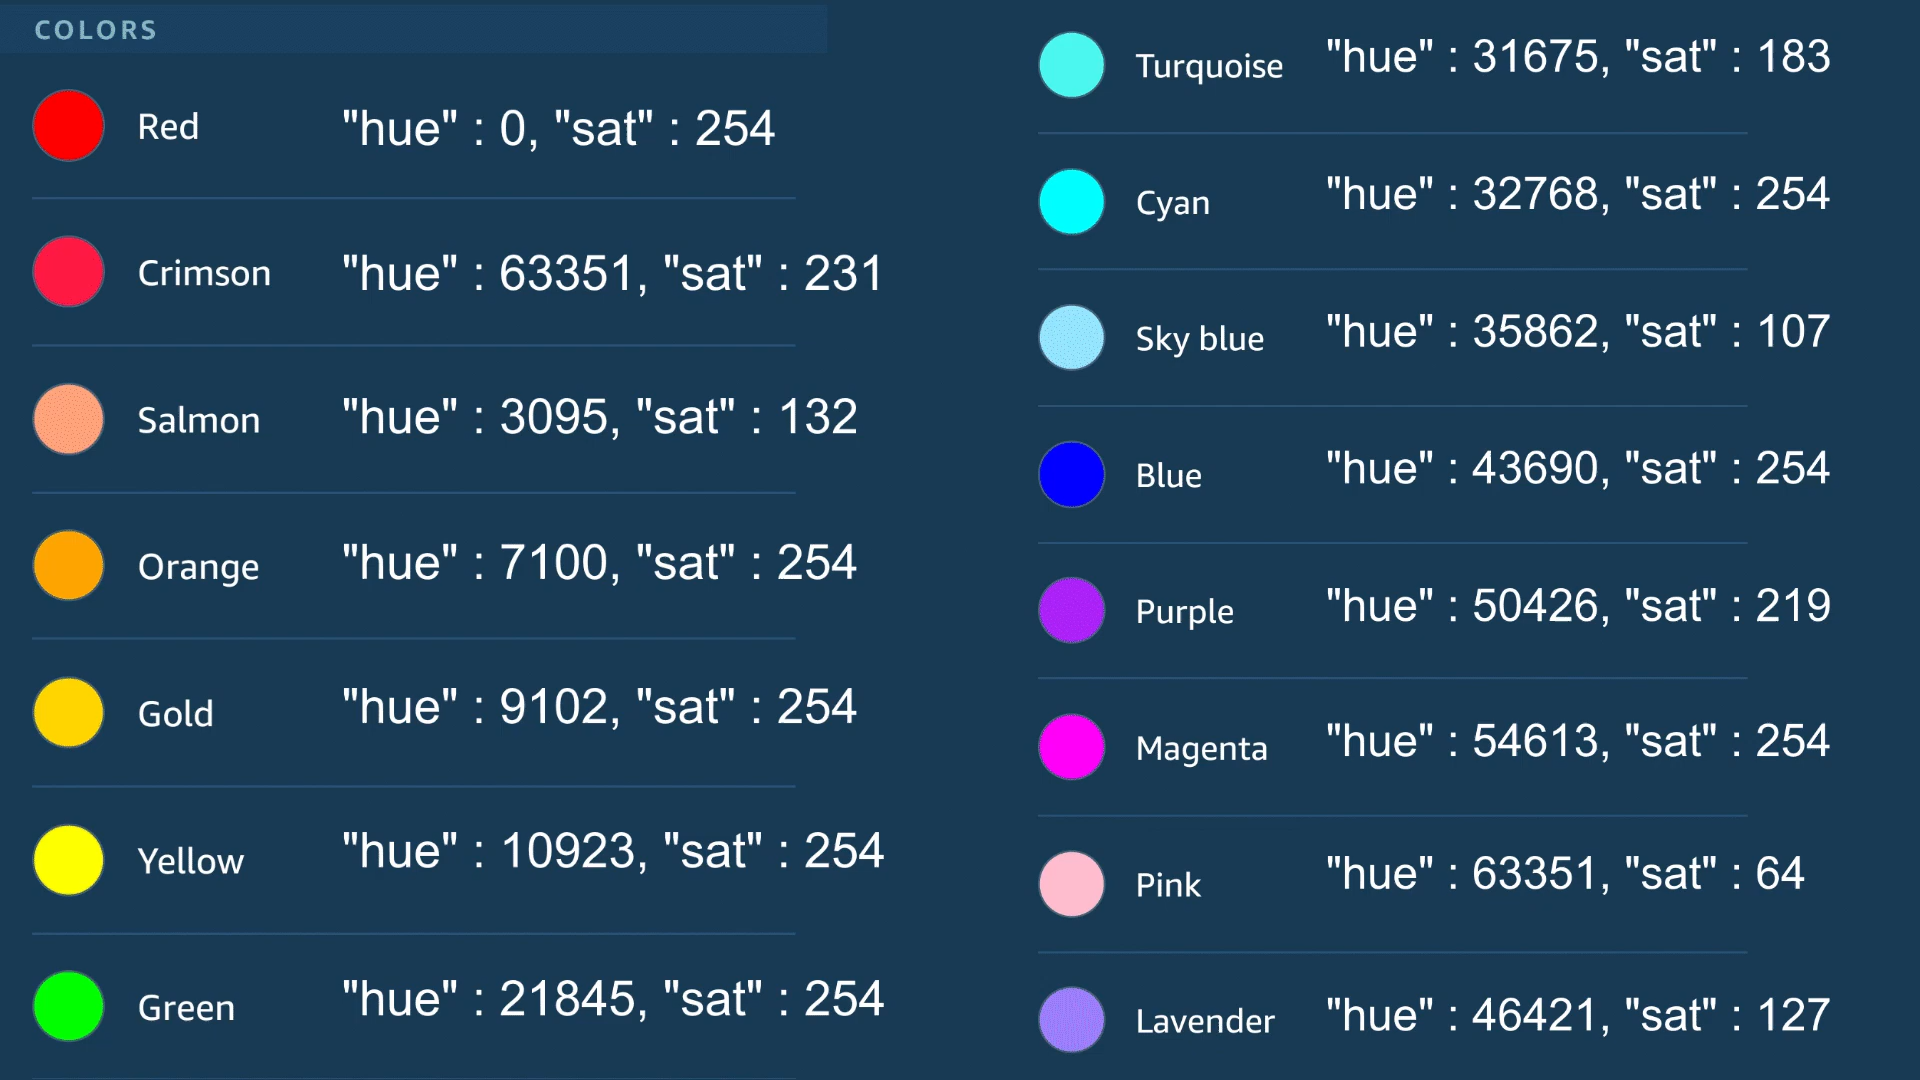 COLORS
Red "hue" : 0, "sat" : 254
Crimson "hue" : 63351, "sat" : 231
Salmon "hue" : 3095, "sat" : 132
Orange "hue" : 7100, "sat" : 254
Gold "hue" : 9102, "sat" : 254
Yellow "hue" : 10923, "sat" : 254
Green "hue" : 21845, "sat" : 254
Turquoise "hue" : 31675, "sat" : 183
Cyan "hue" : 32768, "sat" : 254
Sky blue "hue" : 35862, "sat" : 107
Blue "hue" : 43690, "sat" : 254
Purple "hue" : 50426, "sat" : 219
Magenta "hue" : 54613, "sat" : 254
Pink "hue" : 63351, "sat" : 64
Lavender "hue" : 46421, "sat" : 127